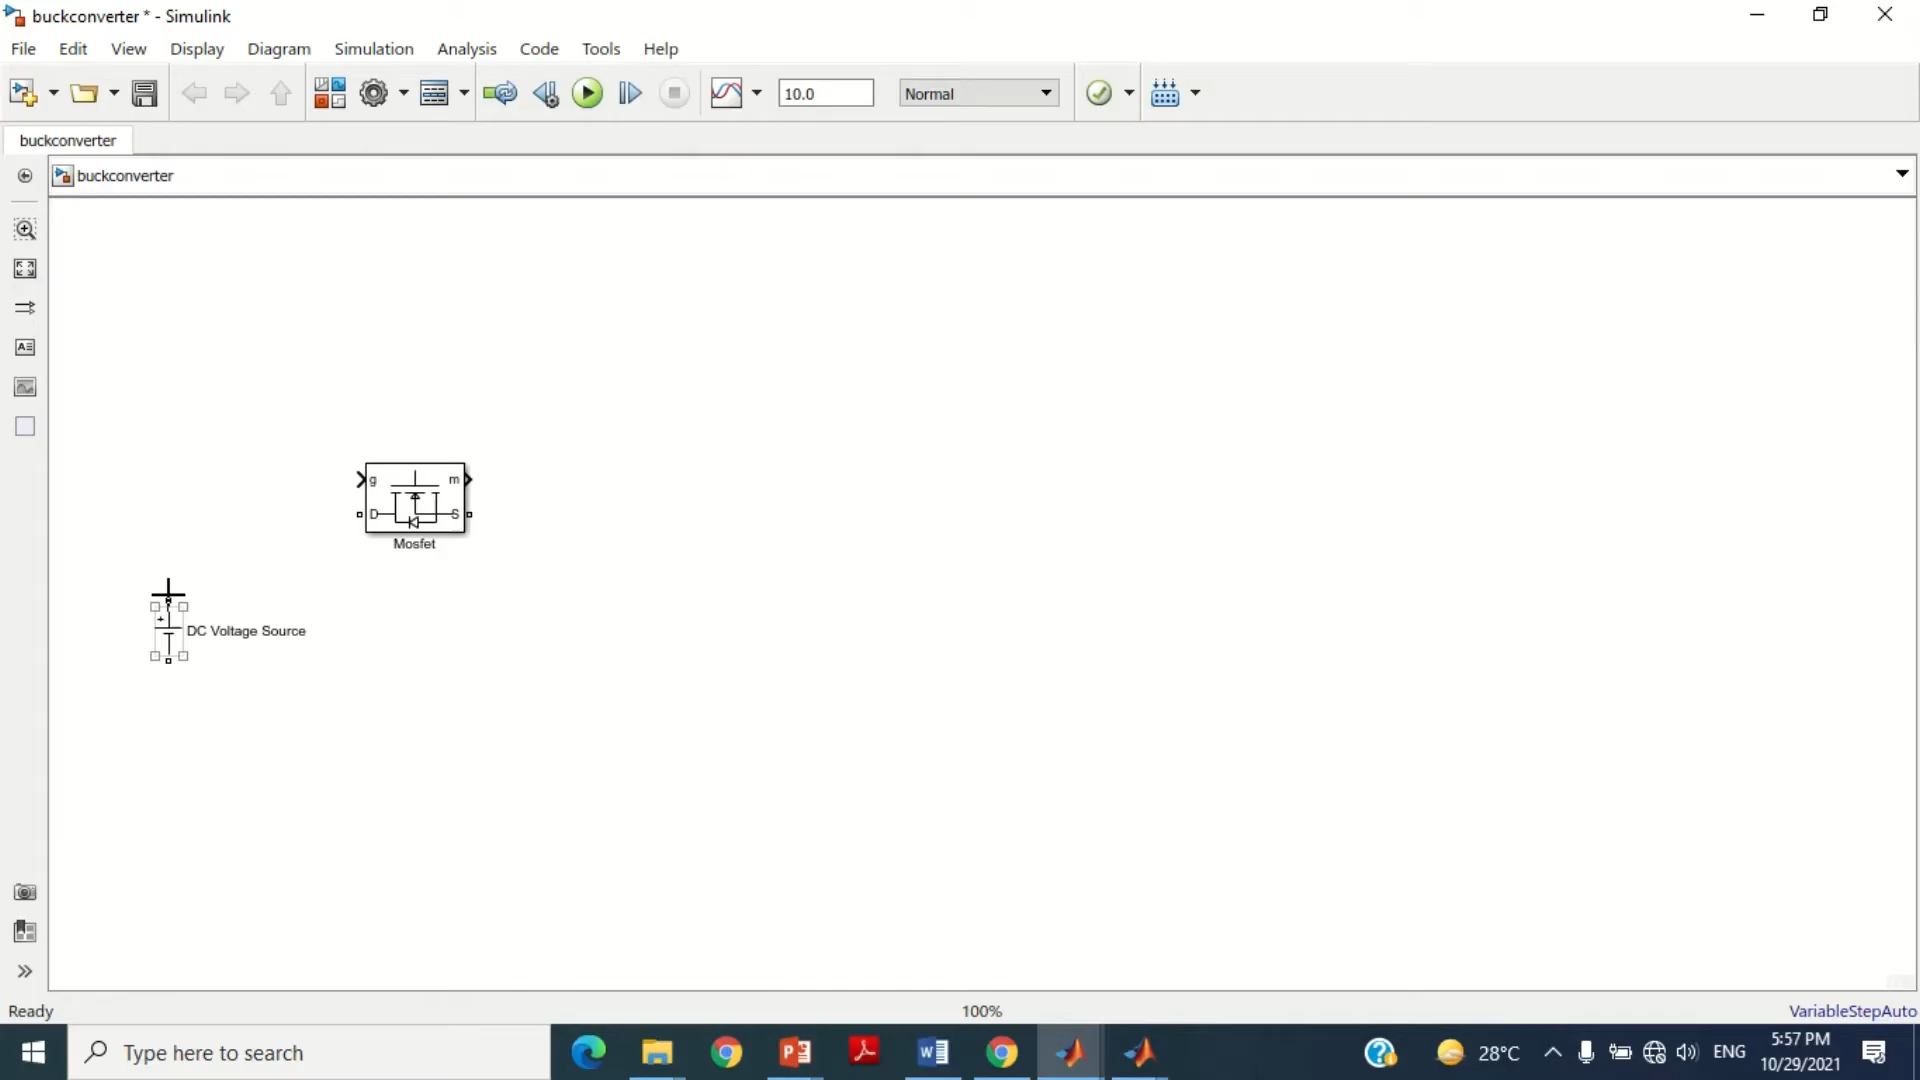 buckconverter * - Simulink
File Edit View Display Diagram Simulation Analysis Code Tools Help
10.0 Normal
buckconverter
buckconverter
g m
D S
Mosfet
+
DC Voltage Source
Ready 100% VariableStepAuto
Type here to search 28°C ENG 5:57 PM
10/29/2021